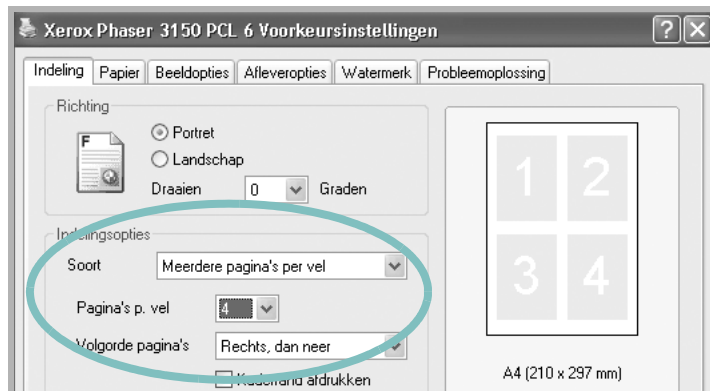 Xerox Phaser 3150 PCL 6 Voorkeursinstellingen
Indeling Papier Beeldopties Afleveropties Watermerk Probleemoplossing
Richting
F
Portret
Landschap
Draaien 0 Graden
1 2
3 4
A4 (210 x 297 mm)
Indelingsopties
Soort Meerdere pagina's per vel
Pagina's p. vel 4
Volgorde pagina's Rechts, dan neer
Kaderrand afdrukken